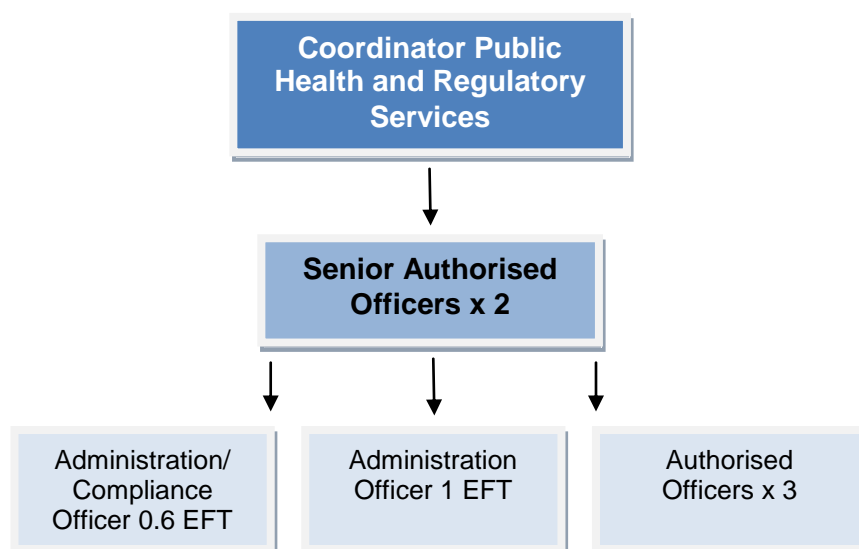 Coordinator Public
Health and Regulatory
Services
Senior Authorised
Officers x 2
Administration/
Compliance
Officer 0.6 EFT
Administration
Officer 1 EFT
Authorised
Officers x 3